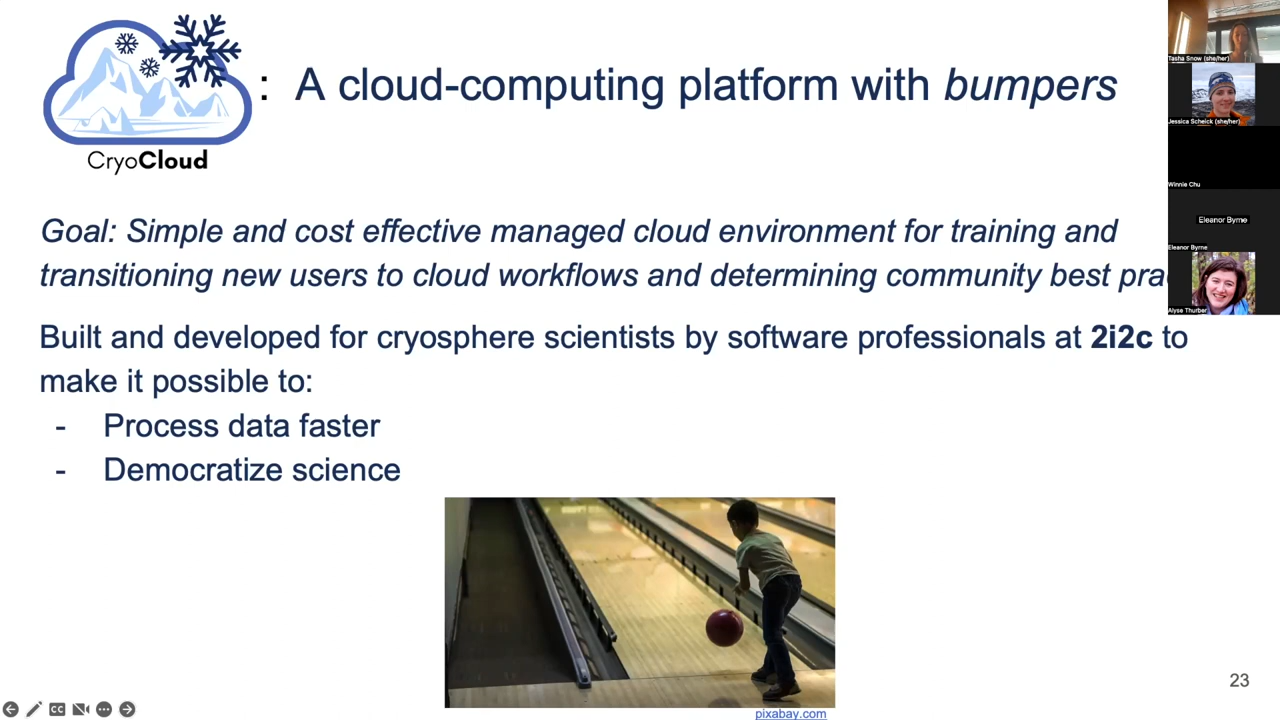 : A cloud-computing platform with bumpers
CryoCloud
Goal: Simple and cost effective managed cloud environment for training and
transitioning new users to cloud workflows and determining community best
Built and developed for cryosphere scientists by software professionals at 2i2c to
make it possible to:
- Process data faster
- Democratize science
pixabay.com
23
CC
Tasha Snow (she/her)
Jessica Scheick (she/her)
Winnie Chu
Eleanor Byrne
Eleanor Byrne
Alyse Thurber